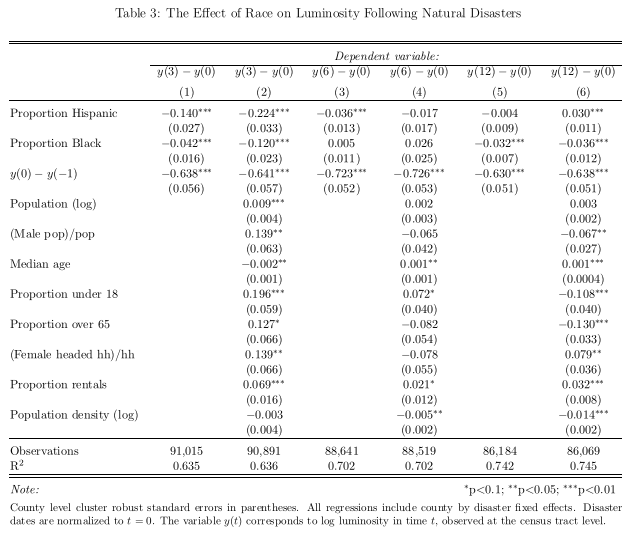 Table 3: The Effect of Race on Luminosity Following Natural Disasters
Dependent variable:
y(3) − y(0) y(3) − y(0) y(6) − y(0) y(6) − y(0) y(12) − y(0) y(12) − y(0)
(1) (2) (3) (4) (5) (6)
Proportion Hispanic −0.140*** −0.224*** −0.036*** −0.017 −0.004 0.030***
(0.027) (0.033) (0.013) (0.017) (0.009) (0.011)
Proportion Black −0.042*** −0.120*** 0.005 0.026 −0.032*** −0.036***
(0.016) (0.023) (0.011) (0.025) (0.007) (0.012)
y(0) − y(−1) −0.638*** −0.641*** −0.723*** −0.726*** −0.630*** −0.638***
(0.056) (0.057) (0.052) (0.053) (0.051) (0.051)
Population (log) 0.009*** 0.002 0.003
(0.004) (0.003) (0.002)
(Male pop)/pop 0.139** −0.065 −0.067**
(0.063) (0.042) (0.027)
Median age −0.002** 0.001** 0.001***
(0.001) (0.001) (0.0004)
Proportion under 18 0.196*** 0.072* −0.108***
(0.059) (0.040) (0.040)
Proportion over 65 0.127* −0.082 −0.130***
(0.066) (0.054) (0.033)
(Female headed hh)/hh 0.139** −0.078 0.079**
(0.066) (0.055) (0.036)
Proportion rentals 0.069*** 0.021* 0.032***
(0.016) (0.012) (0.008)
Population density (log) −0.003 −0.005** −0.014***
(0.004) (0.002) (0.002)
Observations 91,015 90,891 88,641 88,519 86,184 86,069
R² 0.635 0.636 0.702 0.702 0.742 0.745
Note: *p<0.1; **p<0.05; ***p<0.01
County level cluster robust standard errors in parentheses. All regressions include county by disaster fixed effects. Disaster
dates are normalized to t = 0. The variable y(t) corresponds to log luminosity in time t, observed at the census tract level.